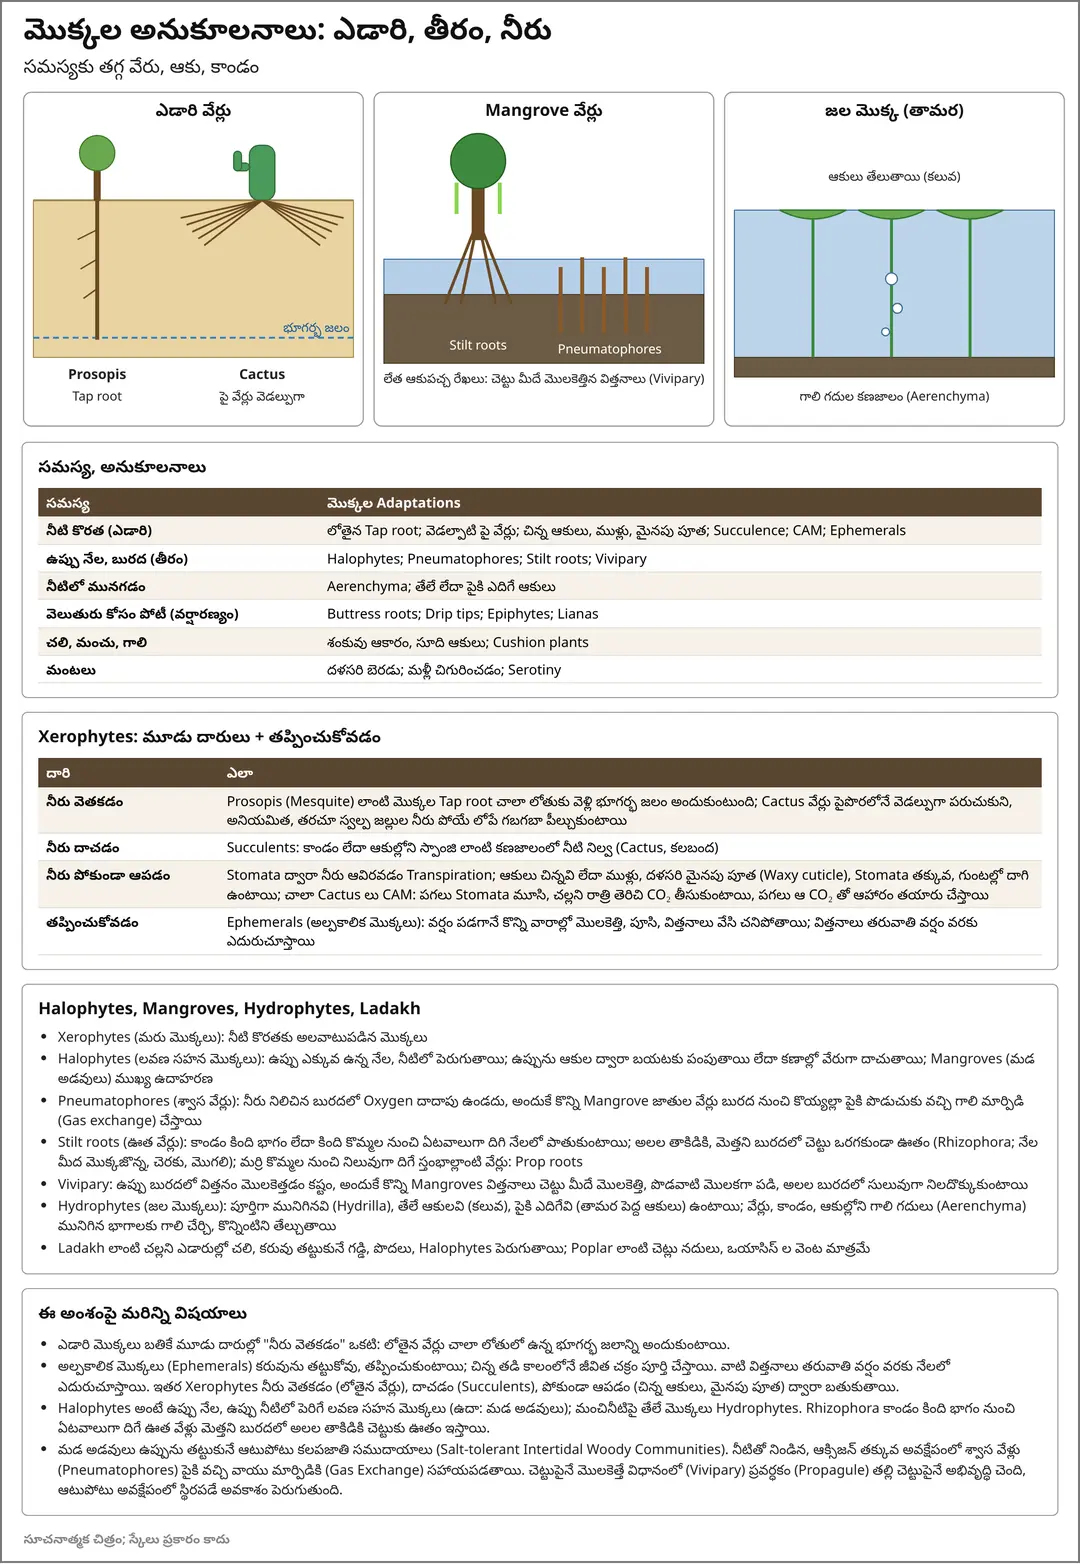 మొక్కల అనుకూలనాలు: ఎడారి, తీరం, నీరు
సమస్యకు తగ్గ వేరు, ఆకు, కాండం
ఎడారి వేర్లు
భూగర్భ జలం
Prosopis
Tap root
Cactus
పై వేర్లు వెడల్పుగా
Mangrove వేర్లు
Stilt roots
Pneumatophores
లేత ఆకుపచ్చ రేఖలు: చెట్టు మీదే మొలకెత్తిన విత్తనాలు (Vivipary)
జల మొక్క (తామర)
ఆకులు తేలుతాయి (కలువ)
గాలి గదుల కణజాలం (Aerenchyma)
సమస్య, అనుకూలనాలు
సమస్య మొక్కల Adaptations
నీటి కొరత (ఎడారి) లోతైన Tap root; వెడల్పాటి పై వేర్లు; చిన్న ఆకులు, ముళ్లు, మైనపు పూత; Succulence; CAM; Ephemerals
ఉప్పు నేల, బురద (తీరం) Halophytes; Pneumatophores; Stilt roots; Vivipary
నీటిలో మునగడం Aerenchyma; తేలే లేదా పైకి ఎదిగే ఆకులు
వెలుతురు కోసం పోటీ (వర్షారణ్యం) Buttress roots; Drip tips; Epiphytes; Lianas
చలి, మంచు, గాలి శంకువు ఆకారం, సూది ఆకులు; Cushion plants
మంటలు దళసరి బెరడు; మళ్లీ చిగురించడం; Serotiny
Xerophytes: మూడు దారులు + తప్పించుకోవడం
దారి ఎలా
నీరు వెతకడం Prosopis (Mesquite) లాంటి మొక్కల Tap root చాలా లోతుకు వెళ్లి భూగర్భ జలం అందుకుంటుంది; Cactus వేర్లు పైపొరలోనే వెడల్పుగా పరుచుకుని,
అనియమిత, తరచూ స్వల్ప జల్లుల నీరు పోయే లోపే గబగబా పీల్చుకుంటాయి
నీరు దాచడం Succulents: కాండం లేదా ఆకుల్లోని స్పాంజి లాంటి కణజాలంలో నీటి నిల్వ (Cactus, కలబంద)
నీరు పోకుండా ఆపడం Stomata ద్వారా నీరు ఆవిరవడం Transpiration; ఆకులు చిన్నవి లేదా ముళ్లు, దళసరి మైనపు పూత (Waxy cuticle), Stomata తక్కువ, గుంటల్లో దాగి
ఉంటాయి; చాలా Cactus లు CAM: పగలు Stomata మూసి, చల్లని రాత్రి తెరిచి CO₂ తీసుకుంటాయి, పగలు ఆ CO₂ తో ఆహారం తయారు చేస్తాయి
తప్పించుకోవడం Ephemerals (అల్పకాలిక మొక్కలు): వర్షం పడగానే కొన్ని వారాల్లో మొలకెత్తి, పూసి, విత్తనాలు వేసి చనిపోతాయి; విత్తనాలు తరువాతి వర్షం వరకు
ఎదురుచూస్తాయి
Halophytes, Mangroves, Hydrophytes, Ladakh
• Xerophytes (మరు మొక్కలు): నీటి కొరతకు అలవాటుపడిన మొక్కలు
• Halophytes (లవణ సహన మొక్కలు): ఉప్పు ఎక్కువ ఉన్న నేల, నీటిలో పెరుగుతాయి; ఉప్పును ఆకుల ద్వారా బయటకు పంపుతాయి లేదా కణాల్లో వేరుగా దాచుతాయి; Mangroves (మడ
అడవులు) ముఖ్య ఉదాహరణ
• Pneumatophores (శ్వాస వేర్లు): నీరు నిలిచిన బురదలో Oxygen దాదాపు ఉండదు, అందుకే కొన్ని Mangrove జాతుల వేర్లు బురద నుంచి కొయ్యల్లా పైకి పొడుచుకు వచ్చి గాలి మార్పిడి
(Gas exchange) చేస్తాయి
• Stilt roots (ఊత వేర్లు): కాండం కింది భాగం లేదా కింది కొమ్మల నుంచి ఏటవాలుగా దిగి నేలలో పాతుకుంటాయి; అలల తాకిడికి, మెత్తని బురదలో చెట్టు ఒరగకుండా ఊతం (Rhizophora; నేల
మీద మొక్కజొన్న, చెరకు, మొగలి); మర్రి కొమ్మల నుంచి నిలువుగా దిగే స్తంభాల్లాంటి వేర్లు: Prop roots
• Vivipary: ఉప్పు బురదలో విత్తనం మొలకెత్తడం కష్టం, అందుకే కొన్ని Mangroves విత్తనాలు చెట్టు మీదే మొలకెత్తి, పొడవాటి మొలకగా పడి, అలల బురదలో సులువుగా నిలదొక్కుకుంటాయి
• Hydrophytes (జల మొక్కలు): పూర్తిగా మునిగినవి (Hydrilla), తేలే ఆకులవి (కలువ), పైకి ఎదిగేవి (తామర పెద్ద ఆకులు) ఉంటాయి; వేర్లు, కాండం, ఆకుల్లోని గాలి గదులు (Aerenchyma)
మునిగిన భాగాలకు గాలి చేర్చి, కొన్నింటిని తేల్చుతాయి
• Ladakh లాంటి చల్లని ఎడారుల్లో చలి, కరువు తట్టుకునే గడ్డి, పొదలు, Halophytes పెరుగుతాయి; Poplar లాంటి చెట్లు నదులు, ఒయాసిస్ ల వెంట మాత్రమే
ఈ అంశంపై మరిన్ని విషయాలు
• ఎడారి మొక్కలు బతికే మూడు దారుల్లో "నీరు వెతకడం" ఒకటి: లోతైన వేర్లు చాలా లోతులో ఉన్న భూగర్భ జలాన్ని అందుకుంటాయి.
• అల్పకాలిక మొక్కలు (Ephemerals) కరువును తట్టుకోవు, తప్పించుకుంటాయి; చిన్న తడి కాలంలోనే జీవిత చక్రం పూర్తి చేస్తాయి. వాటి విత్తనాలు తరువాతి వర్షం వరకు నేలలో
ఎదురుచూస్తాయి. ఇతర Xerophytes నీరు వెతకడం (లోతైన వేర్లు), దాచడం (Succulents), పోకుండా ఆపడం (చిన్న ఆకులు, మైనపు పూత) ద్వారా బతుకుతాయి.
• Halophytes అంటే ఉప్పు నేల, ఉప్పు నీటిలో పెరిగే లవణ సహన మొక్కలు (ఉదా: మడ అడవులు); మంచినీటిపై తేలే మొక్కలు Hydrophytes. Rhizophora కాండం కింది భాగం నుంచి
ఏటవాలుగా దిగే ఊత వేళ్లు మెత్తని బురదలో అలల తాకిడికి చెట్టుకు ఊతం ఇస్తాయి.
• మడ అడవులు ఉప్పును తట్టుకునే ఆటుపోటు కలపజాతి సముదాయాలు (Salt-tolerant Intertidal Woody Communities). నీటితో నిండిన, ఆక్సిజన్ తక్కువ అవక్షేపంలో శ్వాస వేళ్లు
(Pneumatophores) పైకి వచ్చి వాయు మార్పిడికి (Gas Exchange) సహాయపడతాయి. చెట్టుపైనే మొలకెత్తే విధానంలో (Vivipary) ప్రవర్ధకం (Propagule) తల్లి చెట్టుపైనే అభివృద్ధి చెంది,
ఆటుపోటు అవక్షేపంలో స్థిరపడే అవకాశం పెరుగుతుంది.
సూచనాత్మక చిత్రం; స్కేలు ప్రకారం కాదు